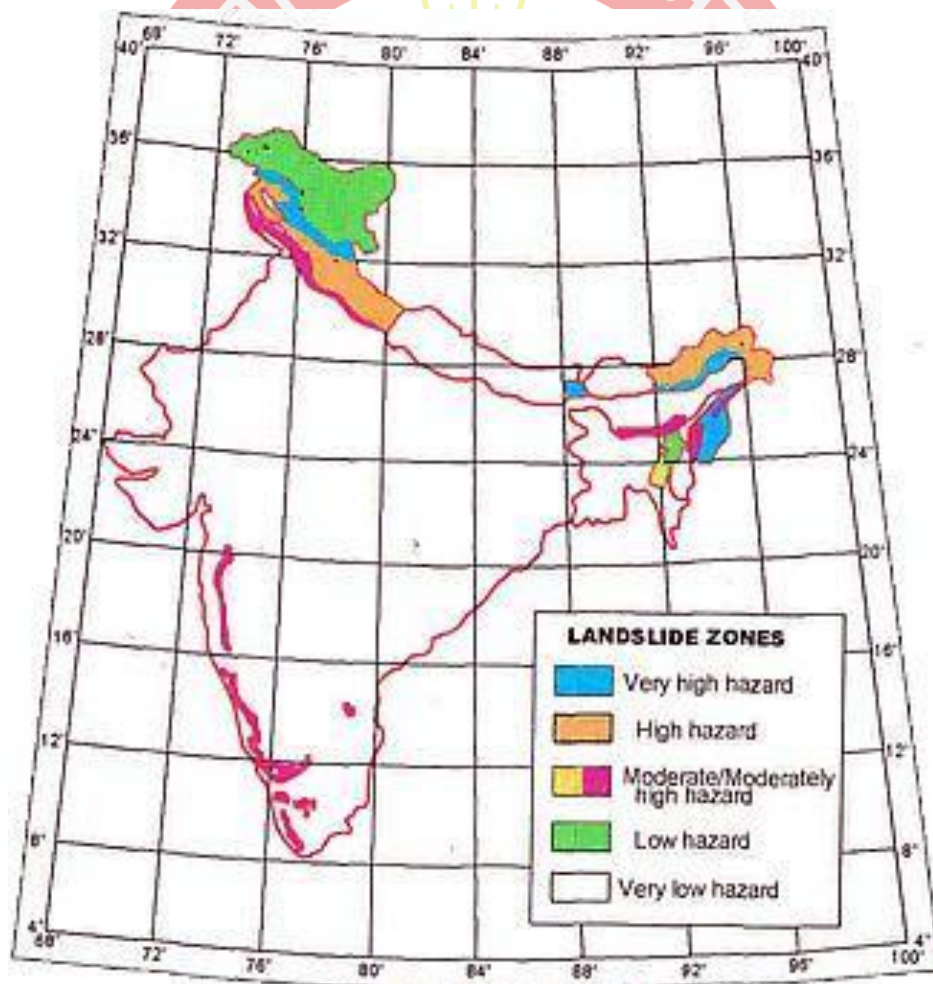 68° 72° 76° 80° 84° 88° 92° 96° 100°
40° 40°
36° 36°
32° 32°
28° 28°
24° 24°
20° 20°
16° 16°
12° 12°
8° 8°
4° 4°
68° 72° 76° 80° 84° 88° 92° 96° 100°
LANDSLIDE ZONES
Very high hazard
High hazard
Moderate/Moderately
high hazard
Low hazard
Very low hazard